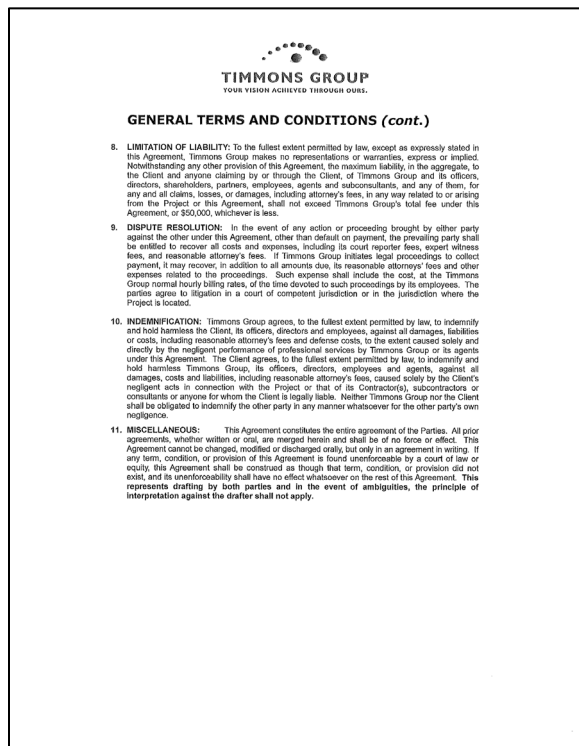 TIMMONS GROUP
YOUR VISION ACHIEVED THROUGH OURS.
GENERAL TERMS AND CONDITIONS (cont.)
8. LIMITATION OF LIABILITY: To the fullest extent permitted by law, except as expressly stated in
this Agreement, Timmons Group makes no representations or warranties, express or implied.
Notwithstanding any other provision of this Agreement, the maximum liability, in the aggregate, to
the Client and anyone claiming by or through the Client, of Timmons Group and its officers,
directors, shareholders, partners, employees, agents and subconsultants, and any of them, for
any and all claims, losses, or damages, including attorney's fees, in any way related to or arising
from the Project or this Agreement, shall not exceed Timmons Group's total fee under this
Agreement, or $50,000, whichever is less.
9. DISPUTE RESOLUTION: In the event of any action or proceeding brought by either party
against the other under this Agreement, other than default on payment, the prevailing party shall
be entitled to recover all costs and expenses, including its court reporter fees, expert witness
fees, and reasonable attorney's fees. If Timmons Group initiates legal proceedings to collect
payment, it may recover, in addition to all amounts due, its reasonable attorneys' fees and other
expenses related to the proceedings. Such expense shall include the cost, at the Timmons
Group normal hourly billing rates, of the time devoted to such proceedings by its employees. The
parties agree to litigation in a court of competent jurisdiction or in the jurisdiction where the
Project is located.
10. INDEMNIFICATION: Timmons Group agrees, to the fullest extent permitted by law, to indemnify
and hold harmless the Client, its officers, directors and employees, against all damages, liabilities
or costs, including reasonable attorney's fees and defense costs, to the extent caused solely and
directly by the negligent performance of professional services by Timmons Group or its agents
under this Agreement. The Client agrees, to the fullest extent permitted by law, to indemnify and
hold harmless Timmons Group, its officers, directors, employees and agents, against all
damages, costs and liabilities, including reasonable attorney's fees, caused solely by the Client's
negligent acts in connection with the Project or that of its Contractor(s), subcontractors or
consultants or anyone for whom the Client is legally liable. Neither Timmons Group nor the Client
shall be obligated to indemnify the other party in any manner whatsoever for the other party's own
negligence.
11. MISCELLANEOUS: This Agreement constitutes the entire agreement of the Parties. All prior
agreements, whether written or oral, are merged herein and shall be of no force or effect. This
Agreement cannot be changed, modified or discharged orally, but only in an agreement in writing. If
any term, condition, or provision of this Agreement is found unenforceable by a court of law or
equity, this Agreement shall be construed as though that term, condition, or provision did not
exist, and its unenforceability shall have no effect whatsoever on the rest of this Agreement. This
represents drafting by both parties and in the event of ambiguities, the principle of
interpretation against the drafter shall not apply.